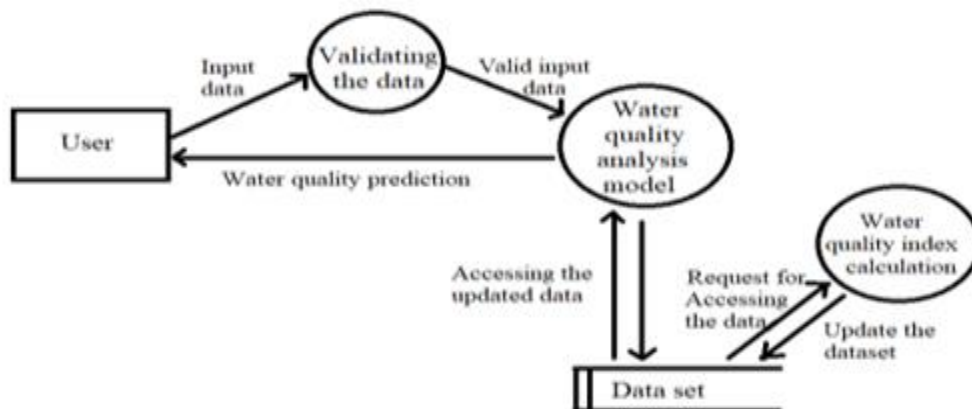 Validating
the data
Input
data
Valid input
data
User
Water
quality
analysis
model
Water quality prediction
Water
quality index
calculation
Accessing the
updated data
Request for
Accessing
the data
Update the
dataset
Data set